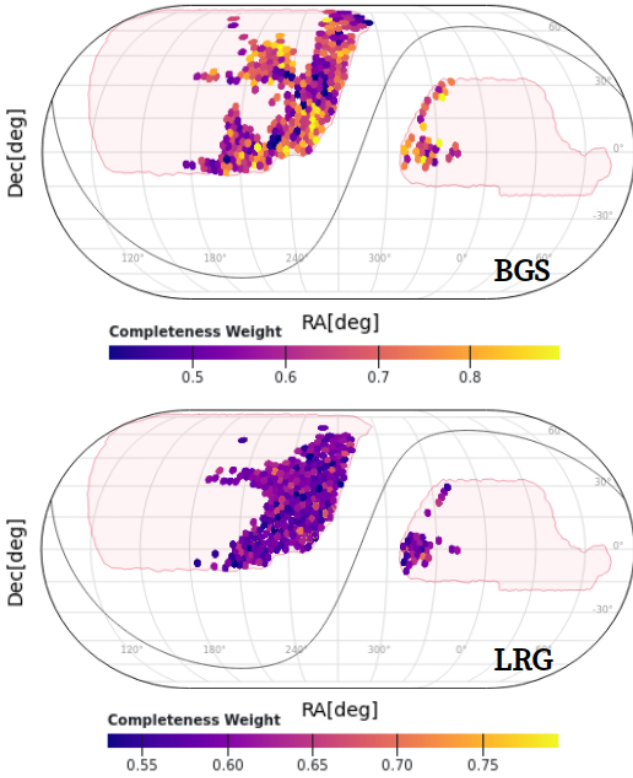 Dec[deg]
60°
30°
0°
-30°
120° 180° 240° 300° 0° 60°
BGS
RA[deg]
Completeness Weight
0.5 0.6 0.7 0.8
Dec[deg]
60°
30°
0°
-30°
120° 180° 240° 300° 0°
LRG
RA[deg]
Completeness Weight
0.55 0.60 0.65 0.70 0.75